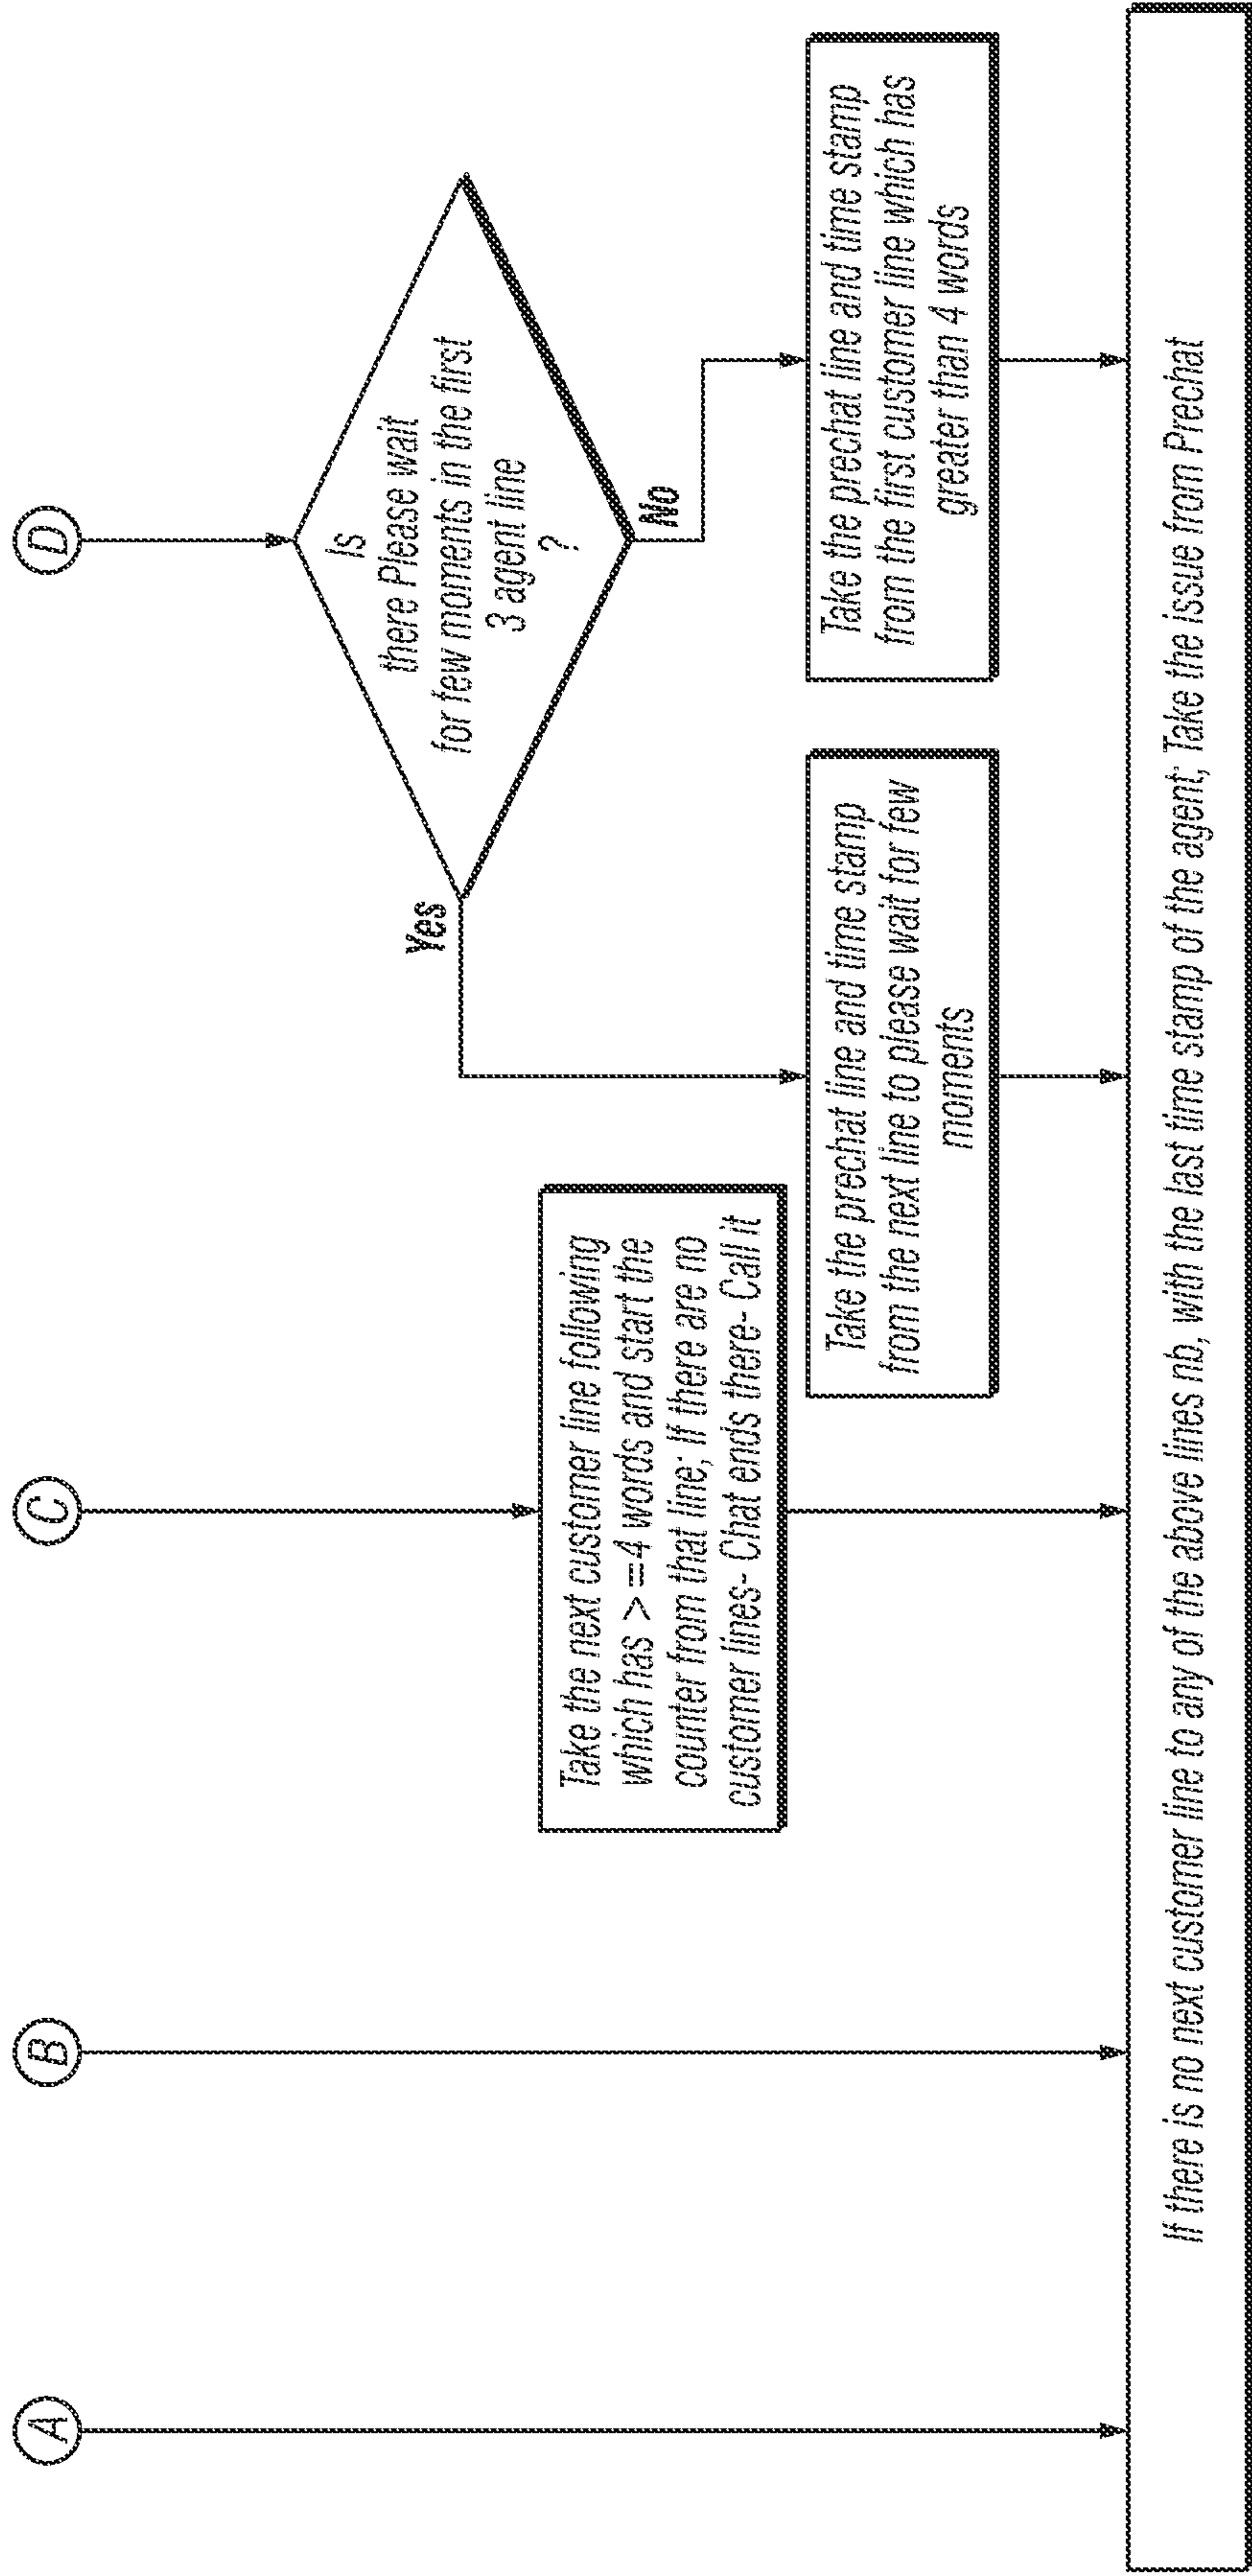 A
B
C
D
Is
there Please wait
for few moments in the first
3 agent line
?
Yes
No
Take the next customer line following
which has >=4 words and start the
counter from that line; If there are no
customer lines- Chat ends there- Call it
Take the prechat line and time stamp
from the next line to please wait for few
moments
Take the prechat line and time stamp
from the first customer line which has
greater than 4 words
If there is no next customer line to any of the above lines nb, with the last time stamp of the agent; Take the issue from Prechat